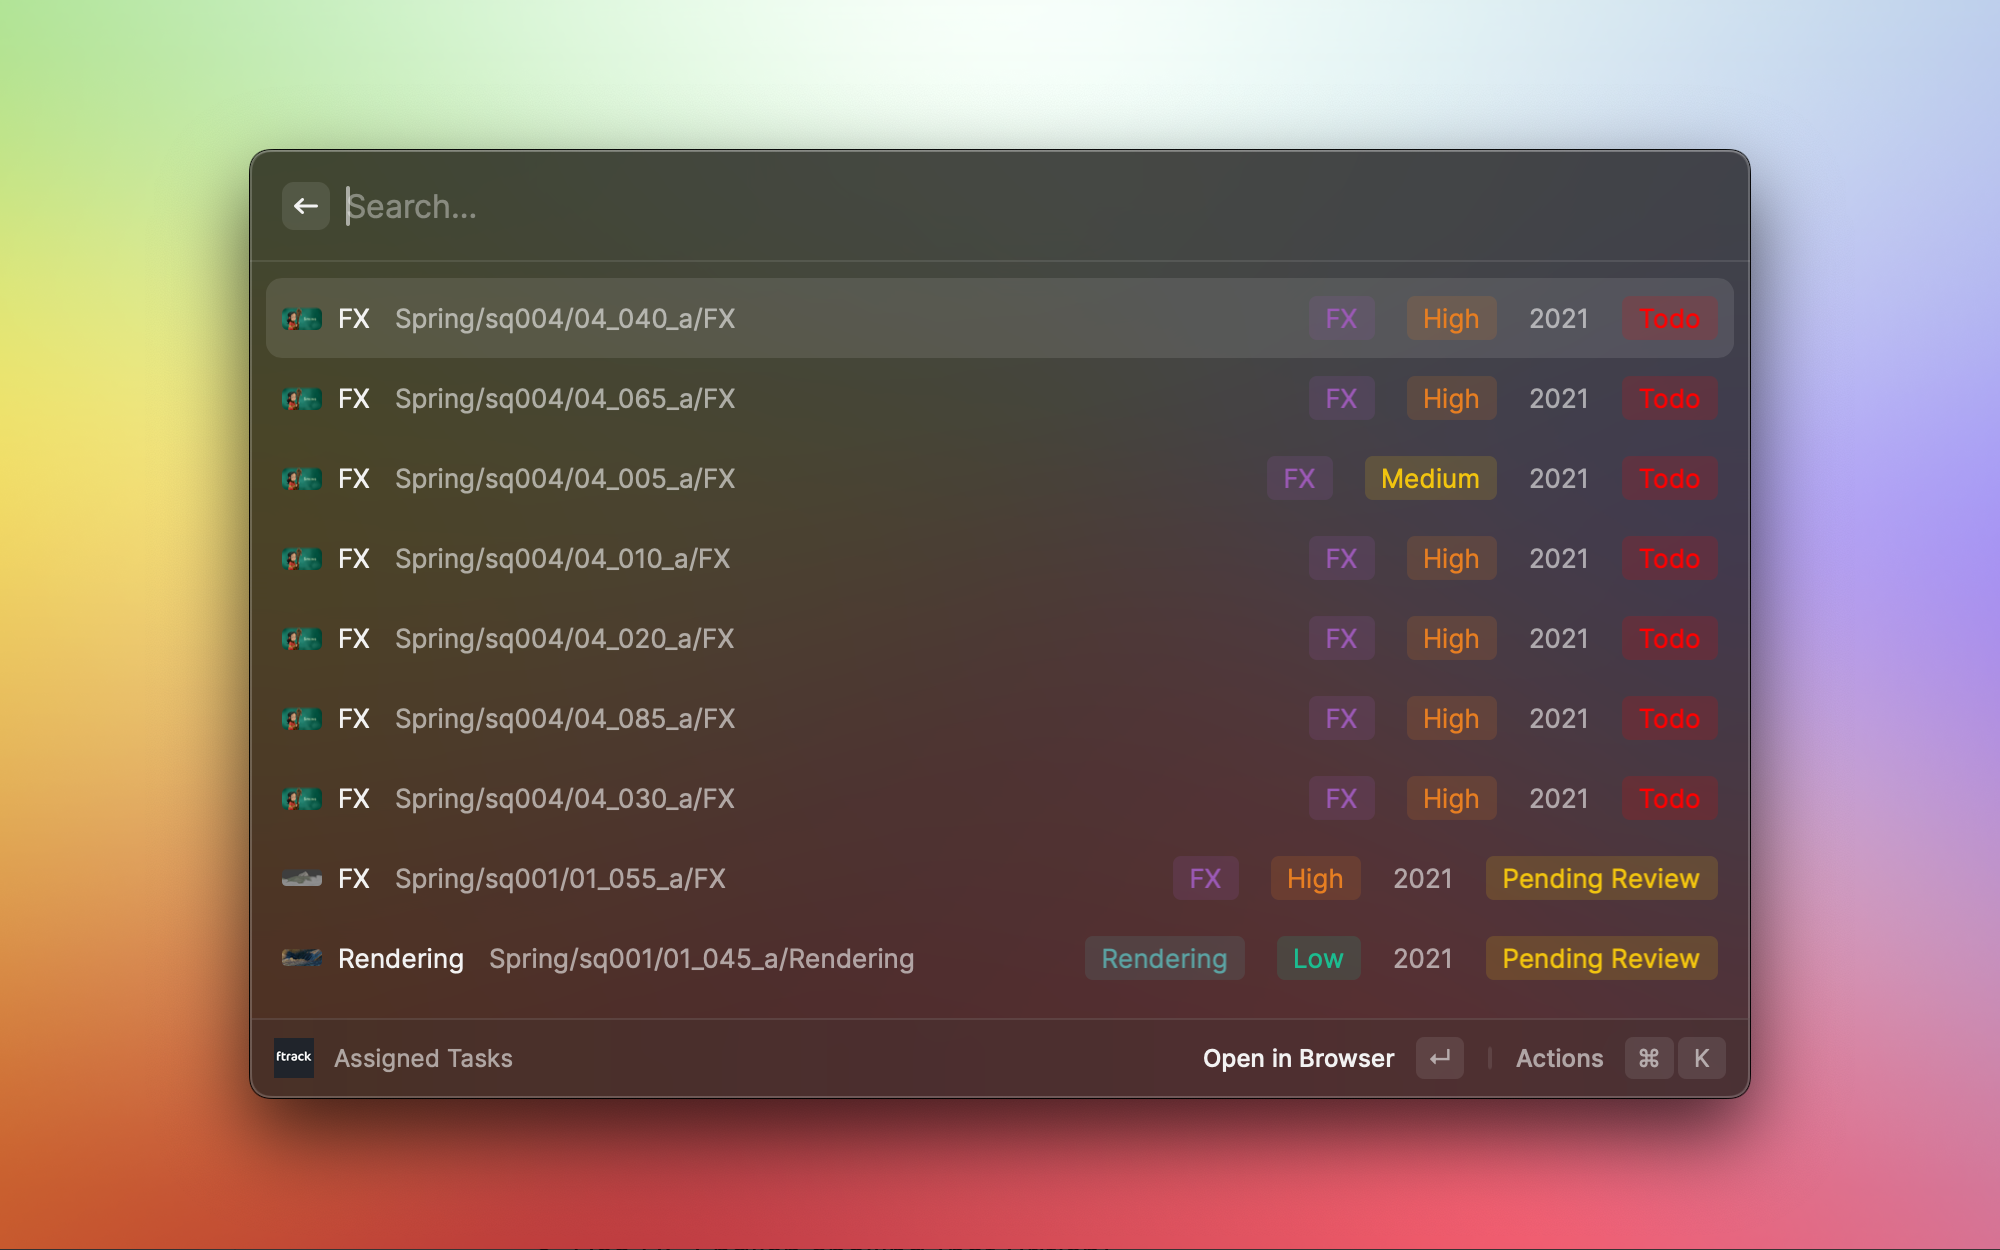 Search...
FX Spring/sq004/04_040_a/FX FX High 2021 Todo
FX Spring/sq004/04_065_a/FX FX High 2021 Todo
FX Spring/sq004/04_005_a/FX FX Medium 2021 Todo
FX Spring/sq004/04_010_a/FX FX High 2021 Todo
FX Spring/sq004/04_020_a/FX FX High 2021 Todo
FX Spring/sq004/04_085_a/FX FX High 2021 Todo
FX Spring/sq004/04_030_a/FX FX High 2021 Todo
FX Spring/sq001/01_055_a/FX FX High 2021 Pending Review
Rendering Spring/sq001/01_045_a/Rendering Rendering Low 2021 Pending Review
ftrack Assigned Tasks Open in Browser ↵ Actions ⌘ K